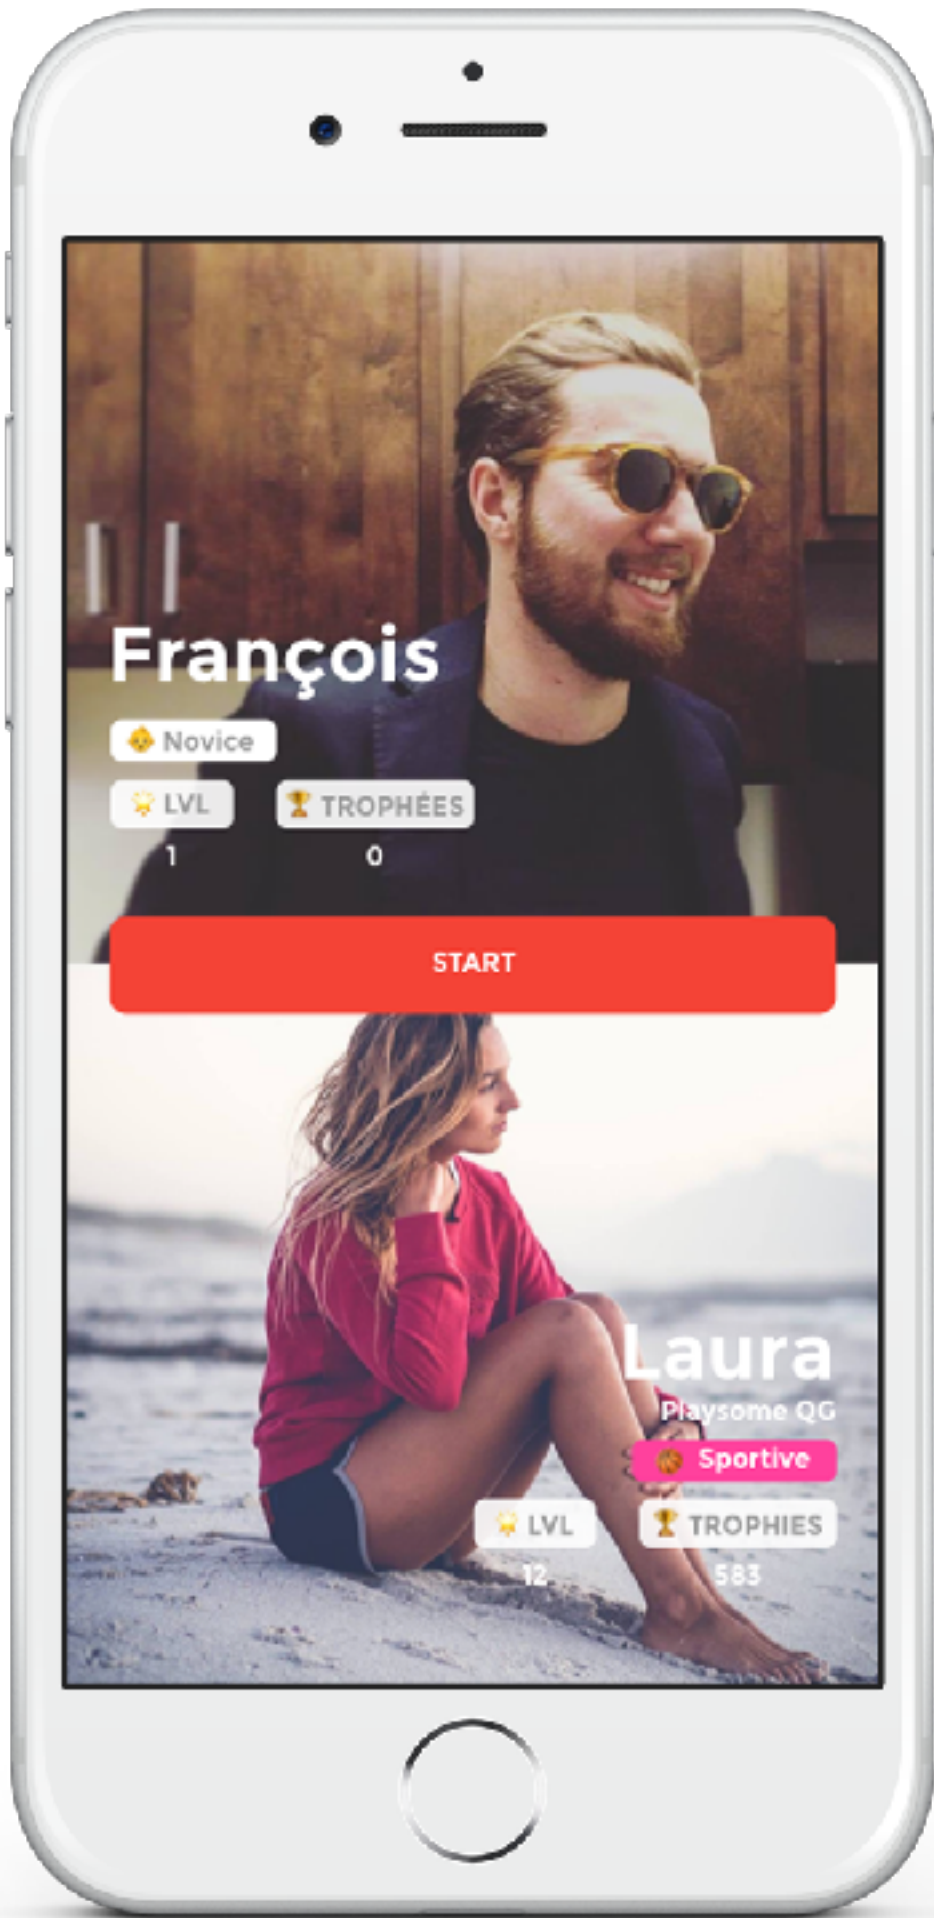 François
Novice
LVL TROPHÉES
1 0
START
Laura
Playsome QG
Sportive
LVL TROPHIES
12 583